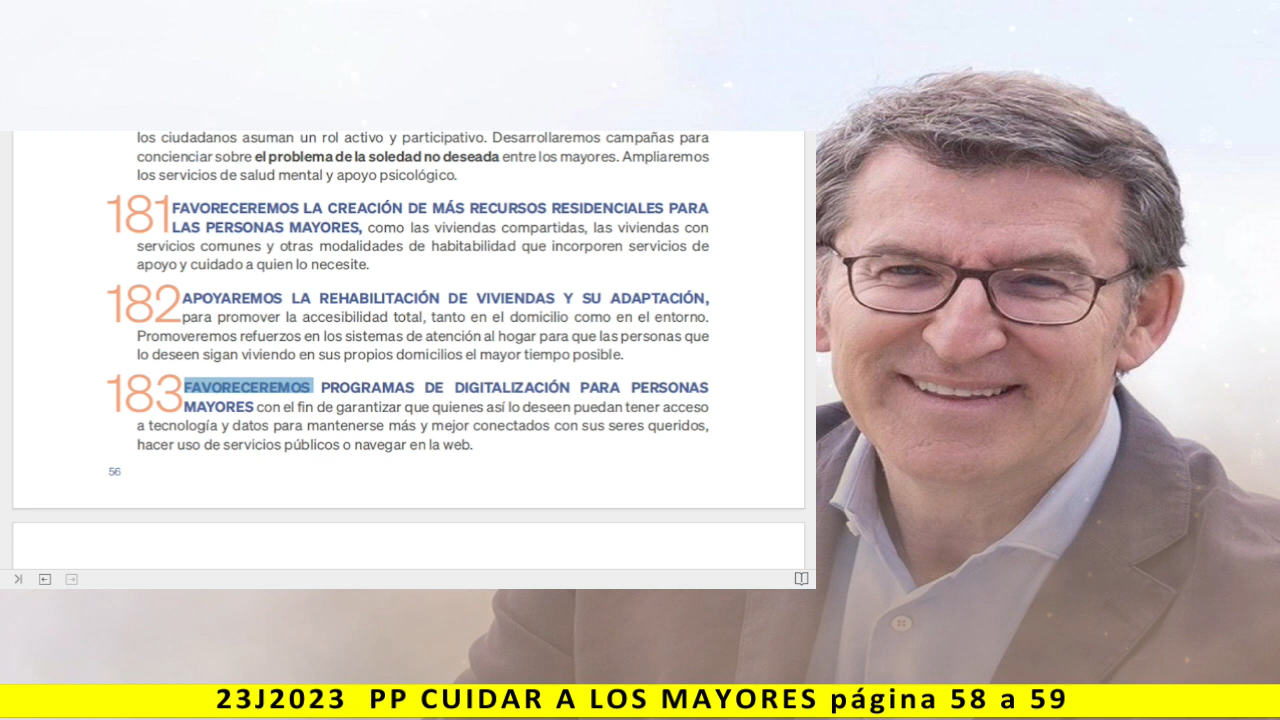 los ciudadanos asuman un rol activo y participativo. Desarrollaremos campañas para
concienciar sobre el problema de la soledad no deseada entre los mayores. Ampliaremos
los servicios de salud mental y apoyo psicológico.
181 FAVORECEREMOS LA CREACIÓN DE MÁS RECURSOS RESIDENCIALES PARA
LAS PERSONAS MAYORES, como las viviendas compartidas, las viviendas con
servicios comunes y otras modalidades de habitabilidad que incorporen servicios de
apoyo y cuidado a quien lo necesite.
182 APOYAREMOS LA REHABILITACIÓN DE VIVIENDAS Y SU ADAPTACIÓN,
para promover la accesibilidad total, tanto en el domicilio como en el entorno.
Promoveremos refuerzos en los sistemas de atención al hogar para que las personas que
lo deseen sigan viviendo en sus propios domicilios el mayor tiempo posible.
183 FAVORECEREMOS PROGRAMAS DE DIGITALIZACIÓN PARA PERSONAS
MAYORES con el fin de garantizar que quienes así lo deseen puedan tener acceso
a tecnología y datos para mantenerse más y mejor conectados con sus seres queridos,
hacer uso de servicios públicos o navegar en la web.
56
23J2023 PP CUIDAR A LOS MAYORES página 58 a 59